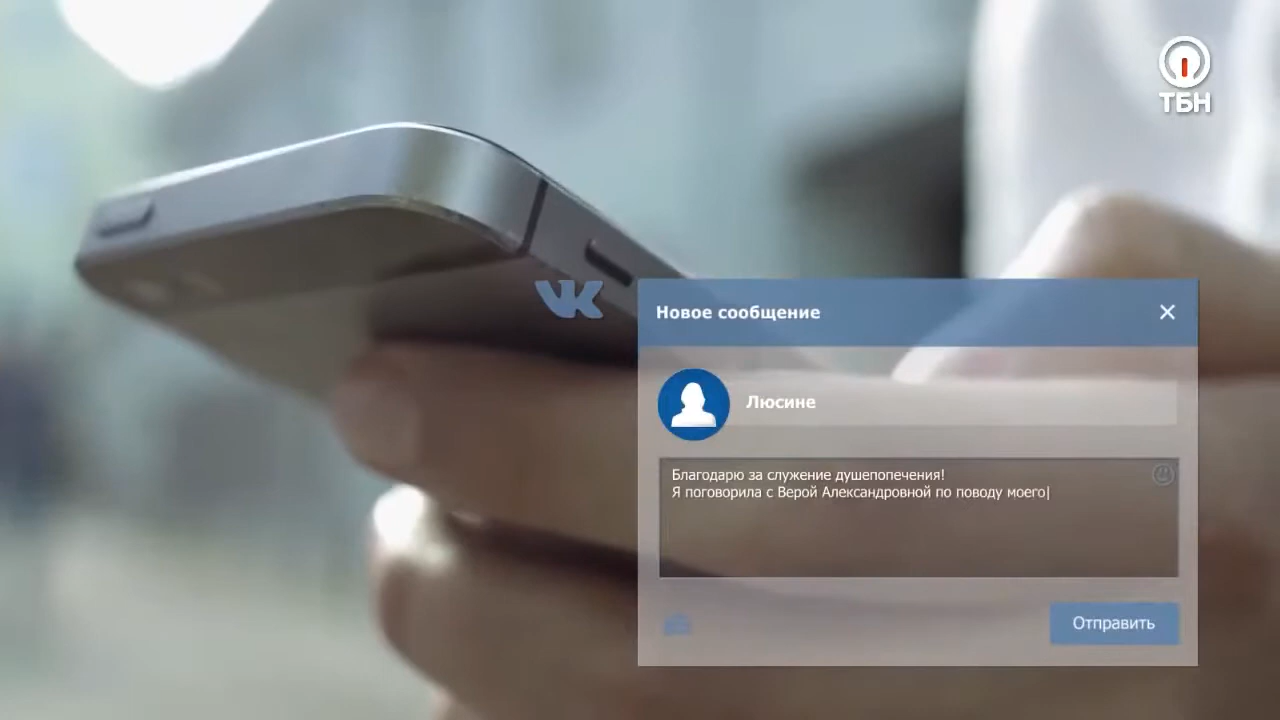 ТБН
Новое сообщение
Люсине
Благодарю за служение душепопечения!
Я поговорила с Верой Александровной по поводу моего
Отправить